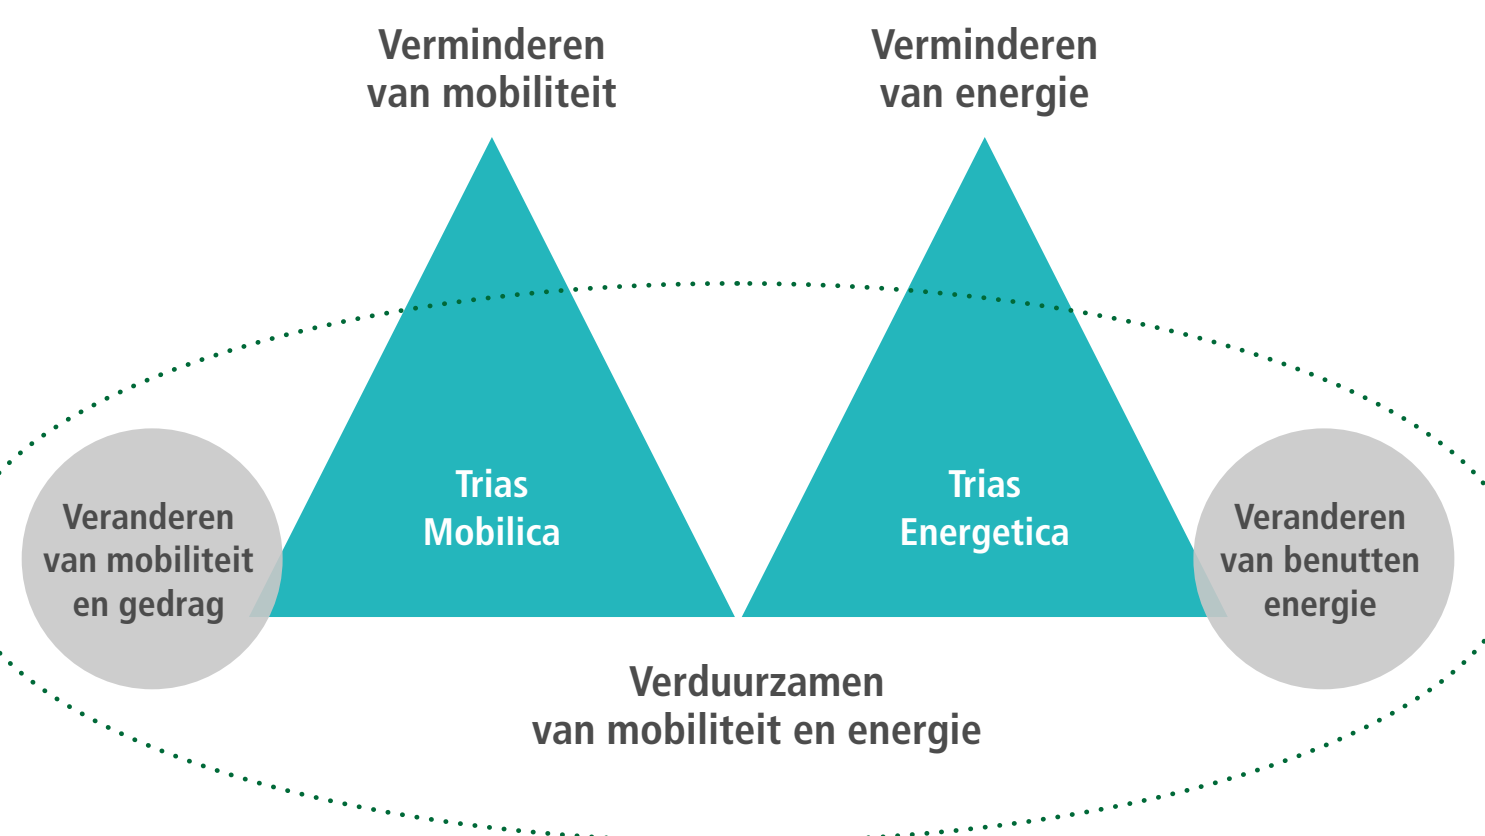 Verminderen
van mobiliteit
Verminderen
van energie
Trias
Mobilica
Trias
Energetica
Veranderen
van mobiliteit
en gedrag
Veranderen
van benutten
energie
Verduurzamen
van mobiliteit en energie